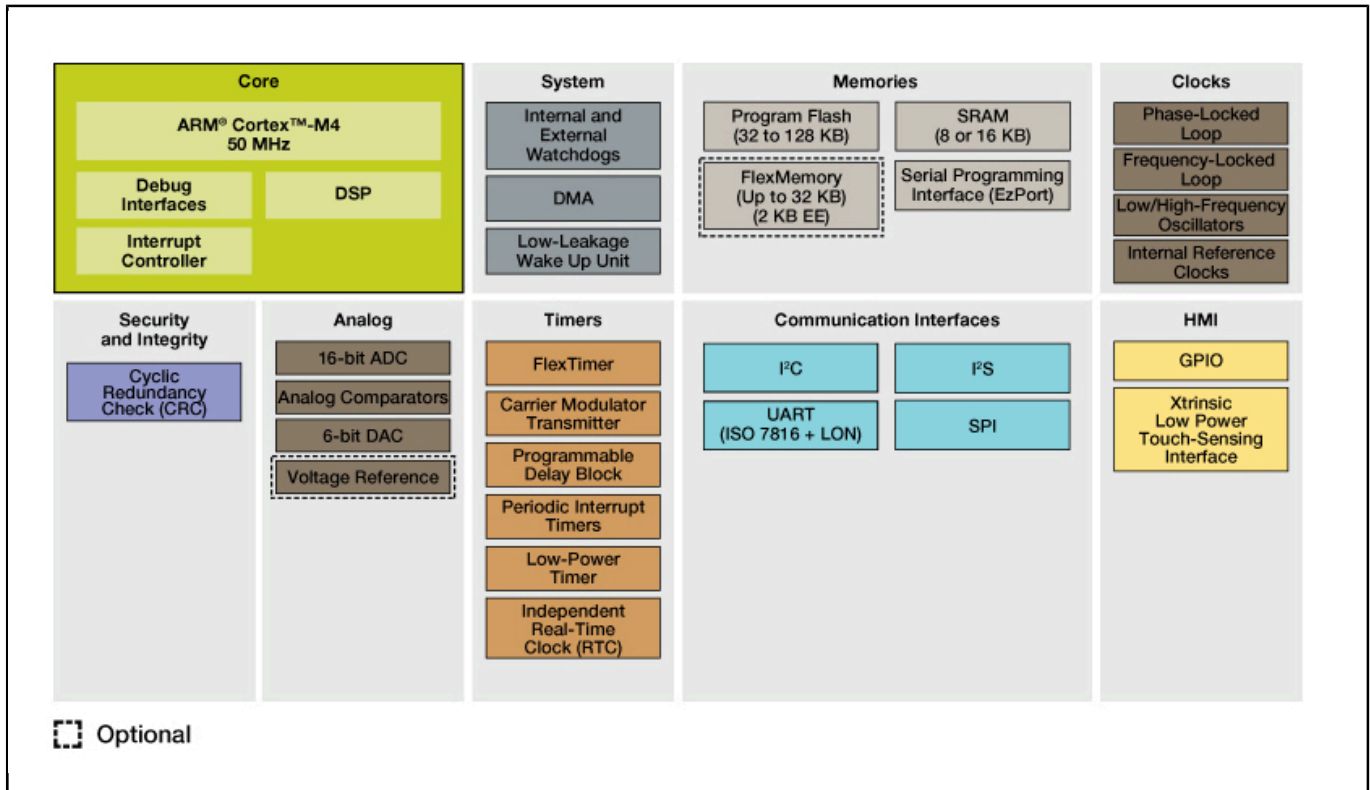 Core
ARM® Cortex™-M4
50 MHz
Debug
Interfaces
DSP
Interrupt
Controller
System
Internal and
External
Watchdogs
DMA
Low-Leakage
Wake Up Unit
Memories
Program Flash
(32 to 128 KB)
SRAM
(8 or 16 KB)
FlexMemory
(Up to 32 KB)
(2 KB EE)
Serial Programming
Interface (EzPort)
Clocks
Phase-Locked
Loop
Frequency-Locked
Loop
Low/High-Frequency
Oscillators
Internal Reference
Clocks
Security
and Integrity
Cyclic
Redundancy
Check (CRC)
Analog
16-bit ADC
Analog Comparators
6-bit DAC
Voltage Reference
Timers
FlexTimer
Carrier Modulator
Transmitter
Programmable
Delay Block
Periodic Interrupt
Timers
Low-Power
Timer
Independent
Real-Time
Clock (RTC)
Communication Interfaces
I²C
I²S
UART
(ISO 7816 + LON)
SPI
HMI
GPIO
Xtrinsic
Low Power
Touch-Sensing
Interface
Optional